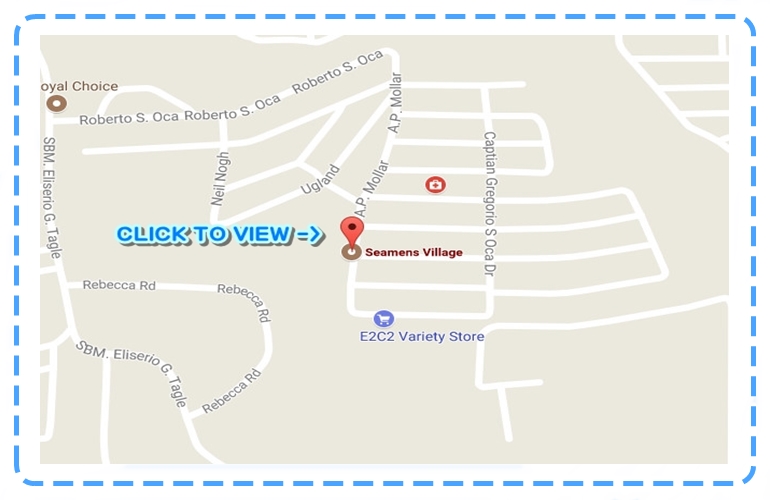 oyal Choice
Roberto S. Oca
Roberto S. Oca
Roberto S. Oca
A.P. Mollar
SBM. Eliserio G. Tagle
Neil Nogh
Ugland
A.P. Mollar
Captian Gregorio S Oca Dr
CLICK TO VIEW ->
Seamens Village
Rebecca Rd
Rebecca Rd
E2C2 Variety Store
SBM. Eliserio G. Tagle
Rebecca Rd